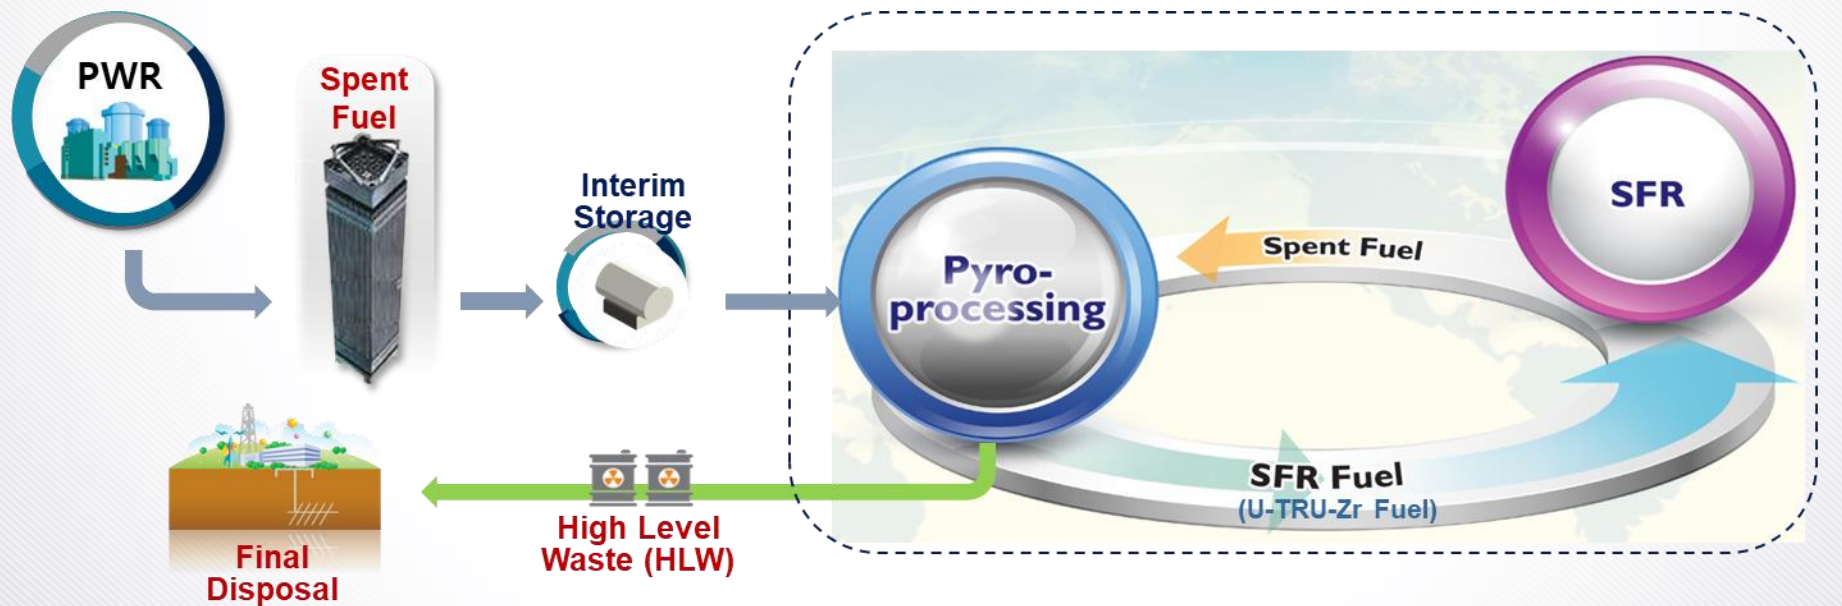 PWR
Spent
Fuel
Interim
Storage
Pyro-
processing
Spent Fuel
SFR
SFR Fuel
(U-TRU-Zr Fuel)
High Level
Waste (HLW)
Final
Disposal